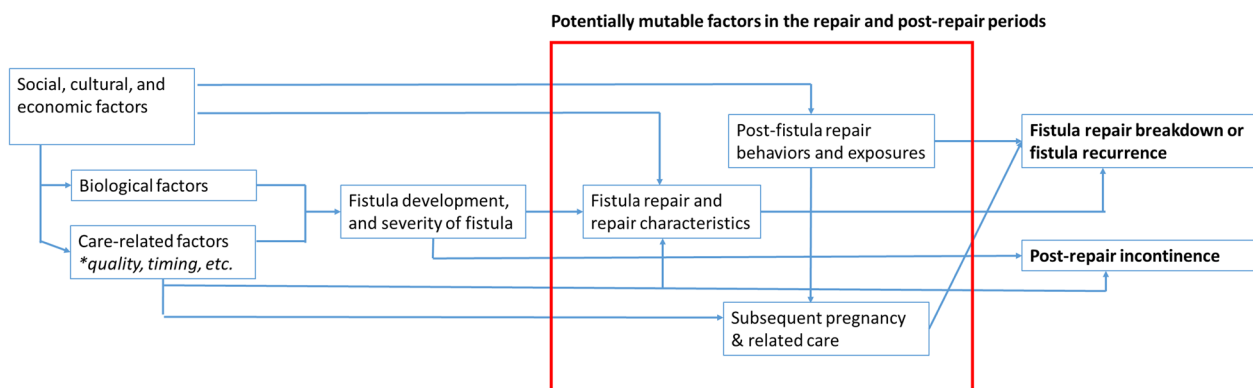 Potentially mutable factors in the repair and post-repair periods
Social, cultural, and
economic factors
Post-fistula repair
behaviors and exposures
Fistula repair breakdown or
fistula recurrence
Biological factors
Fistula development,
and severity of fistula
Fistula repair and
repair characteristics
Care-related factors
*quality, timing, etc.
Post-repair incontinence
Subsequent pregnancy
& related care